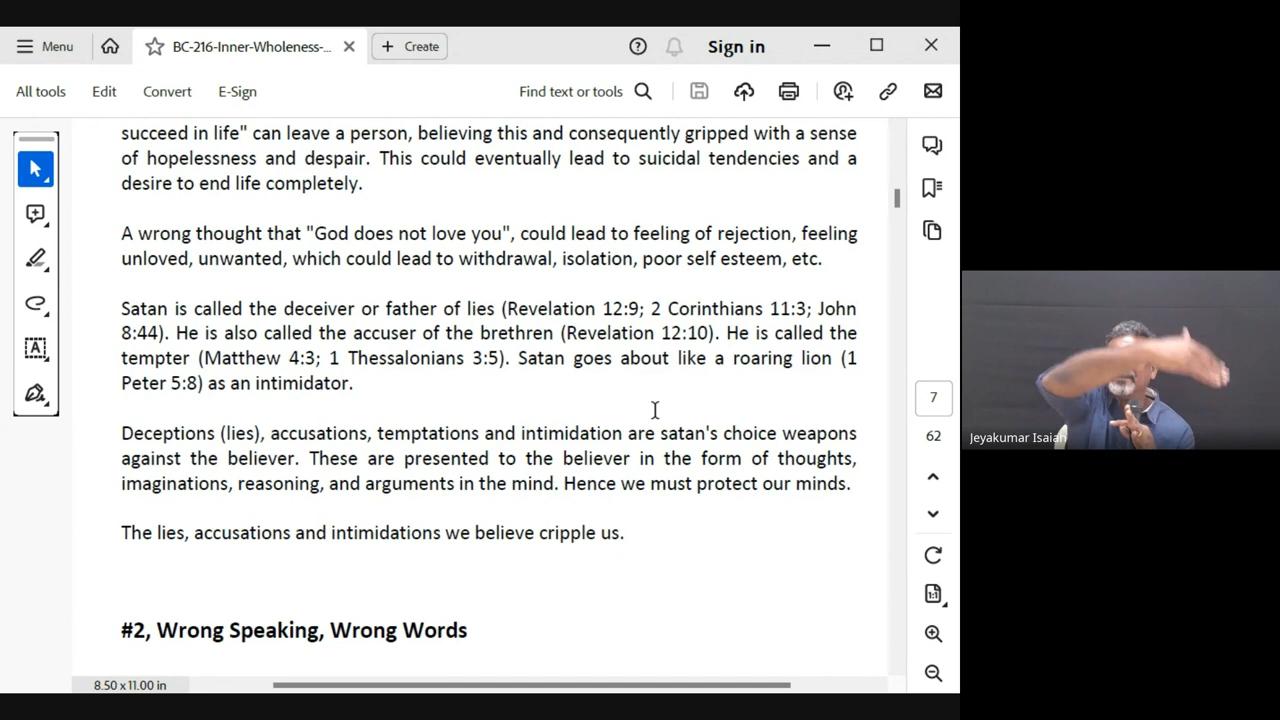 Menu
BC-216-Inner-Wholeness-...
Create
Sign in
All tools
Edit
Convert
E-Sign
Find text or tools
succeed in life" can leave a person, believing this and consequently gripped with a sense
of hopelessness and despair. This could eventually lead to suicidal tendencies and a
desire to end life completely.
A wrong thought that "God does not love you", could lead to feeling of rejection, feeling
unloved, unwanted, which could lead to withdrawal, isolation, poor self esteem, etc.
Satan is called the deceiver or father of lies (Revelation 12:9; 2 Corinthians 11:3; John
8:44). He is also called the accuser of the brethren (Revelation 12:10). He is called the
tempter (Matthew 4:3; 1 Thessalonians 3:5). Satan goes about like a roaring lion (1
Peter 5:8) as an intimidator.
Deceptions (lies), accusations, temptations and intimidation are satan's choice weapons
against the believer. These are presented to the believer in the form of thoughts,
imaginations, reasoning, and arguments in the mind. Hence we must protect our minds.
The lies, accusations and intimidations we believe cripple us.
#2, Wrong Speaking, Wrong Words
8.50 x 11.00 in
7
62
1:1
Jeyakumar Isaiah